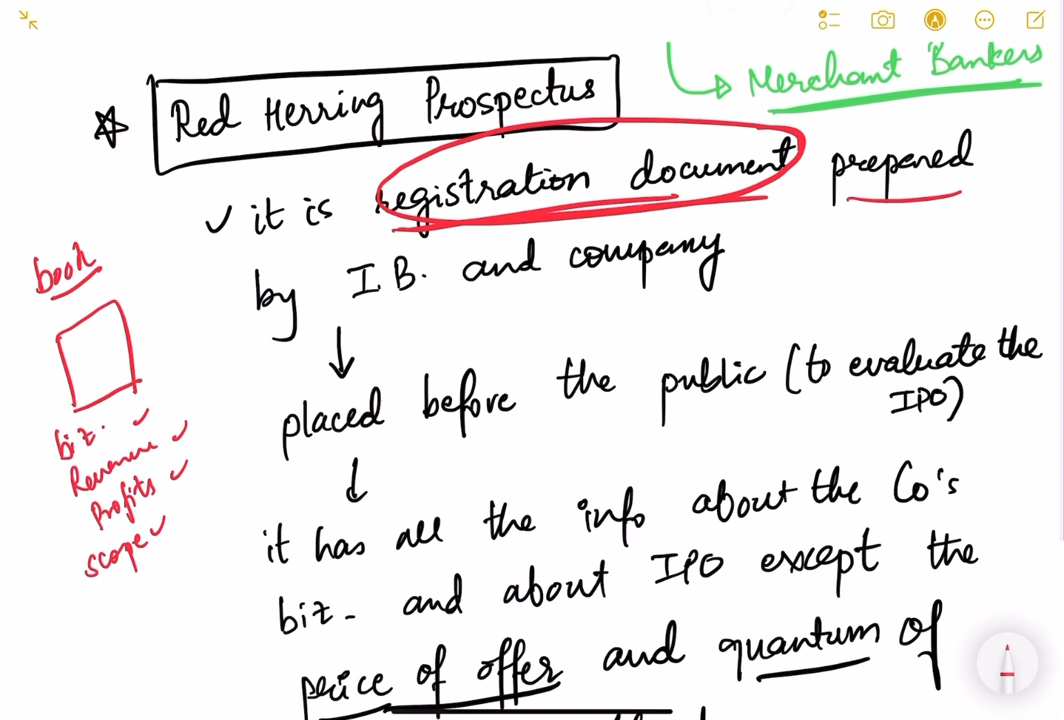 Merchant Bankers
Red Herring Prospectus
it is registration document prepared
by I.B. and company
placed before the public (to evaluate the
IPO)
it has all the info about the Co's
biz. and about IPO except the
price of offer and quantum of
book
biz.
Revenue
Profits
scope